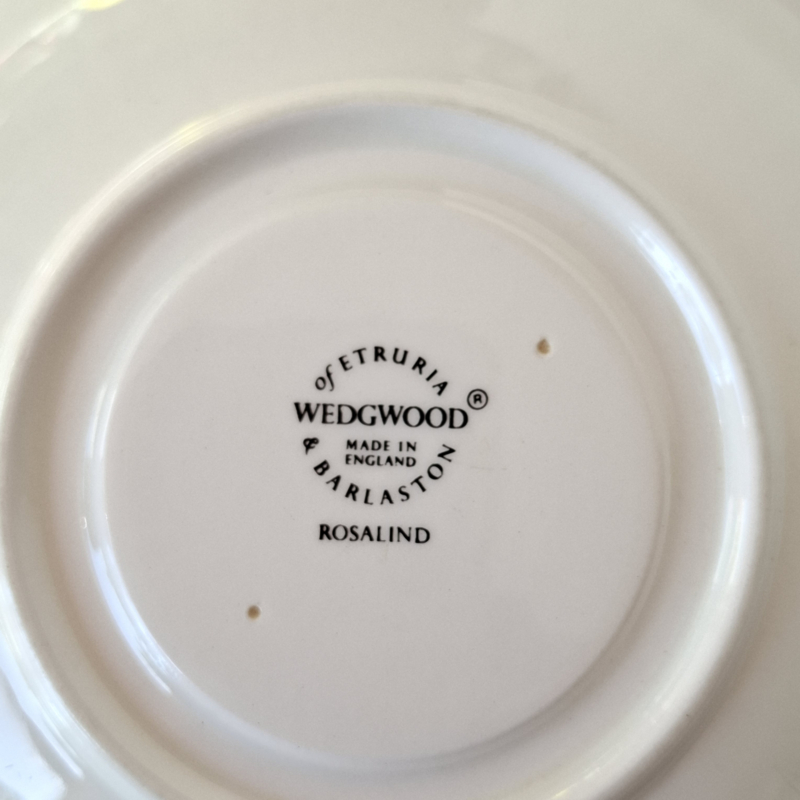 of ETRURIA
WEDGWOOD®
MADE IN
ENGLAND
& BARLASTON
ROSALIND